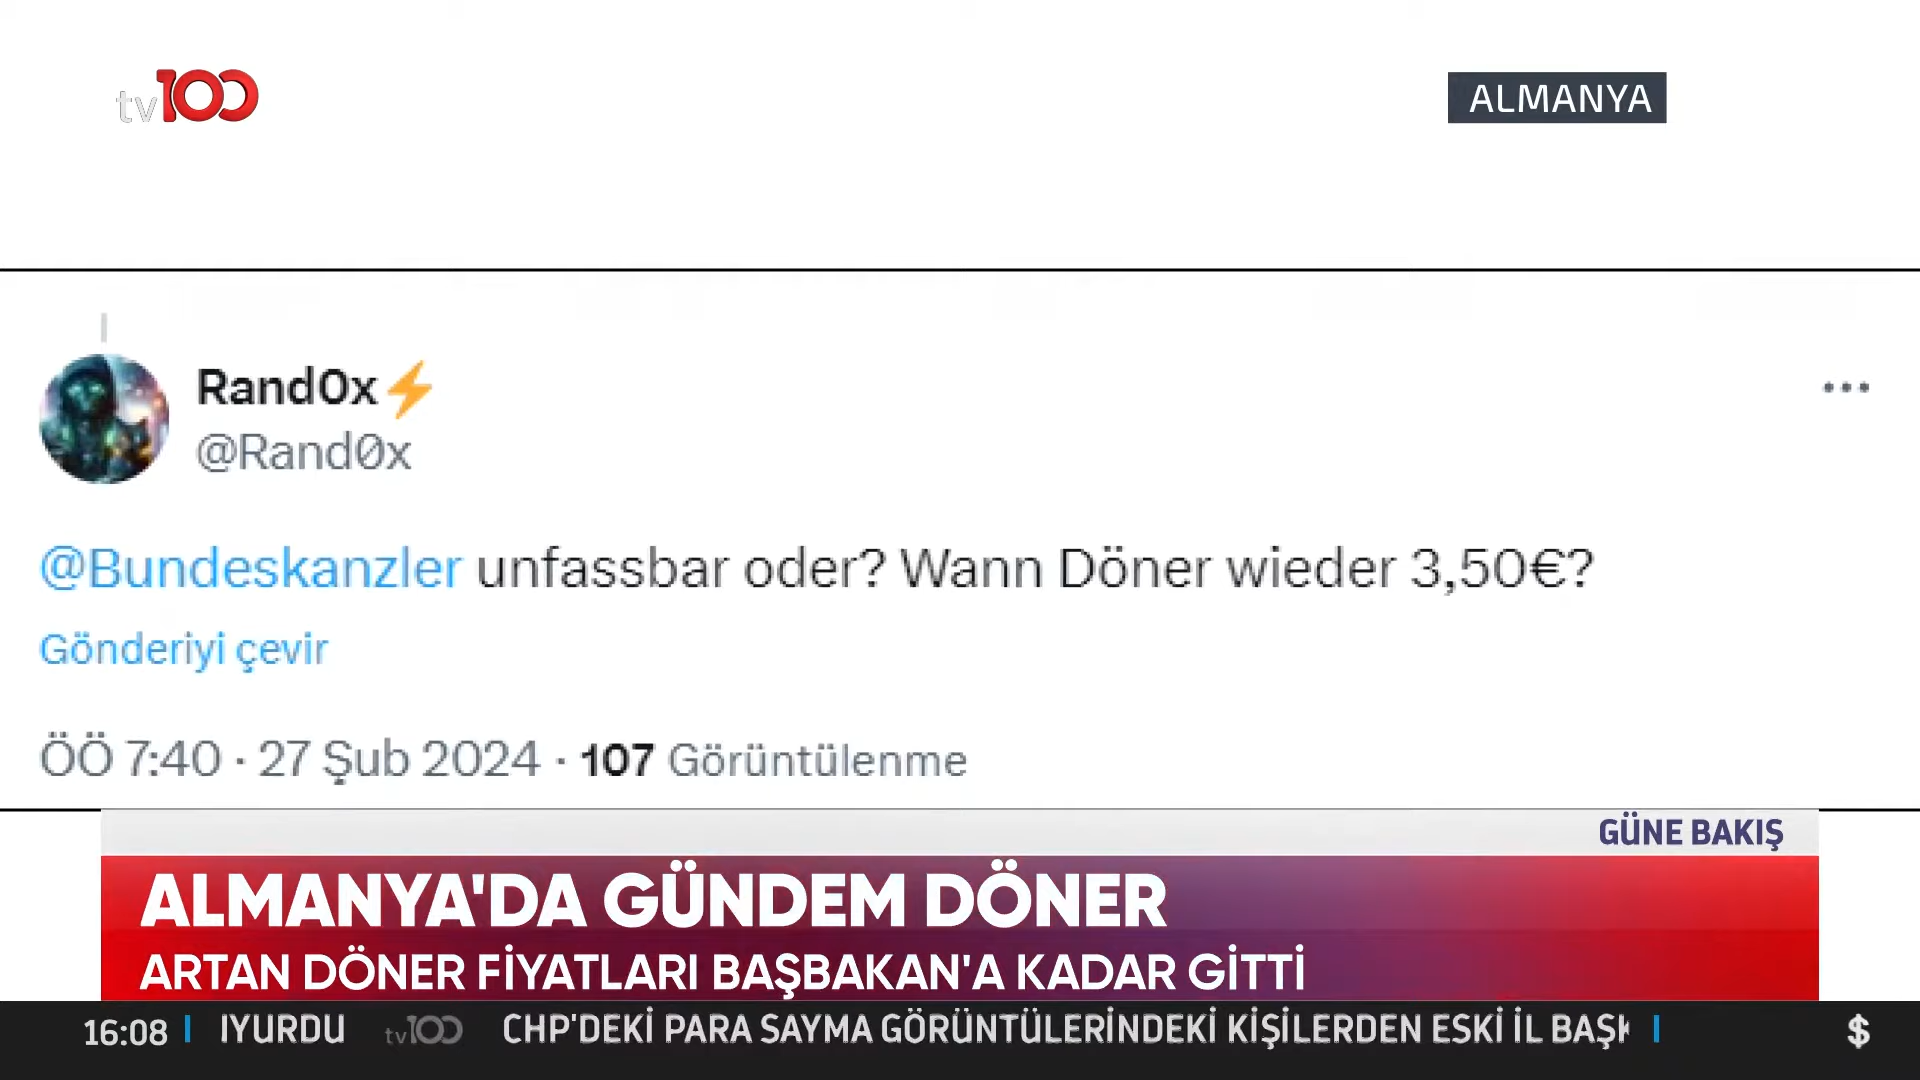 tv100
ALMANYA
Rand0x⚡
@Rand0x
@Bundeskanzler unfassbar oder? Wann Döner wieder 3,50€?
Gönderiyi çevir
ÖÖ 7:40 · 27 Şub 2024 · 107 Görüntülenme
GÜNE BAKIŞ
ALMANYA'DA GÜNDEM DÖNER
ARTAN DÖNER FİYATLARI BAŞBAKAN'A KADAR GİTTİ
16:08 IYURDU tv100 CHP'DEKİ PARA SAYMA GÖRÜNTÜLERİNDEKİ KİŞİLERDEN ESKİ İL BAŞK $